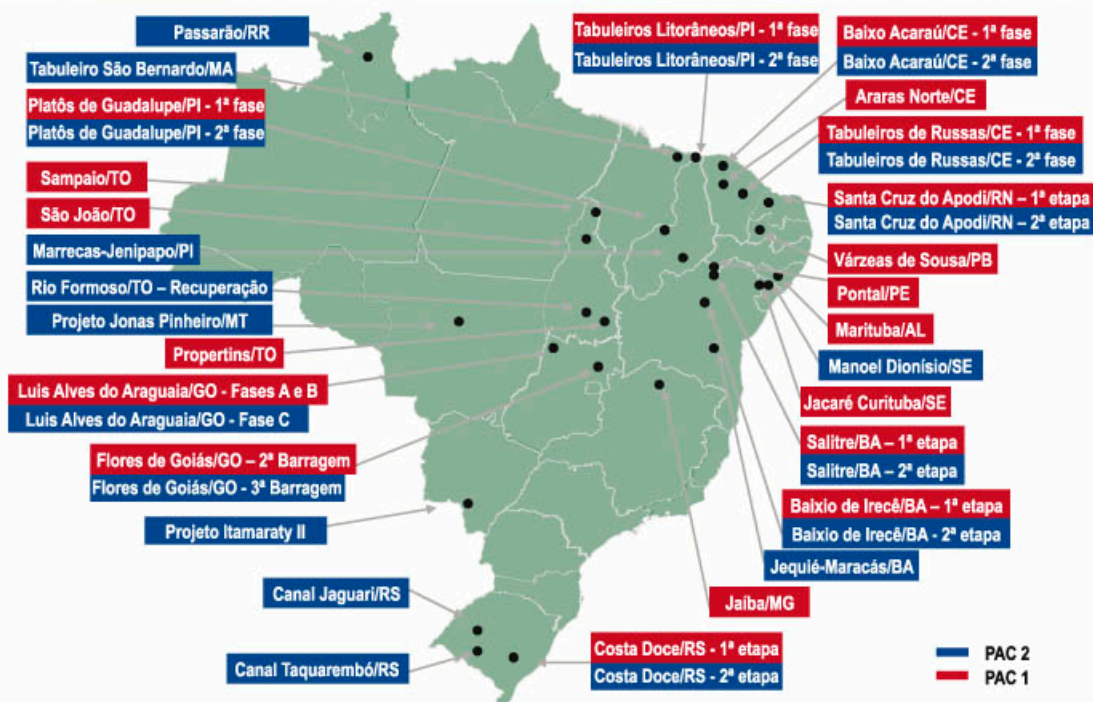 Passarão/RR
Tabuleiro São Bernardo/MA
Platôs de Guadalupe/PI - 1ª fase
Platôs de Guadalupe/PI - 2ª fase
Sampaio/TO
São João/TO
Marrecas-Jenipapo/PI
Rio Formoso/TO – Recuperação
Projeto Jonas Pinheiro/MT
Propertins/TO
Luis Alves do Araguaia/GO - Fases A e B
Luis Alves do Araguaia/GO - Fase C
Flores de Goiás/GO – 2ª Barragem
Flores de Goiás/GO - 3ª Barragem
Projeto Itamaraty II
Canal Jaguari/RS
Canal Taquarembó/RS
Tabuleiros Litorâneos/PI - 1ª fase
Tabuleiros Litorâneos/PI - 2ª fase
Baixo Acaraú/CE - 1ª fase
Baixo Acaraú/CE - 2ª fase
Araras Norte/CE
Tabuleiros de Russas/CE - 1ª fase
Tabuleiros de Russas/CE - 2ª fase
Santa Cruz do Apodi/RN – 1ª etapa
Santa Cruz do Apodi/RN – 2ª etapa
Várzeas de Sousa/PB
Pontal/PE
Marituba/AL
Manoel Dionísio/SE
Jacaré Curituba/SE
Salitre/BA – 1ª etapa
Salitre/BA – 2ª etapa
Baixio de Irecê/BA – 1ª etapa
Baixio de Irecê/BA - 2ª etapa
Jequié-Maracás/BA
Jaíba/MG
Costa Doce/RS - 1ª etapa
Costa Doce/RS - 2ª etapa
PAC 2
PAC 1